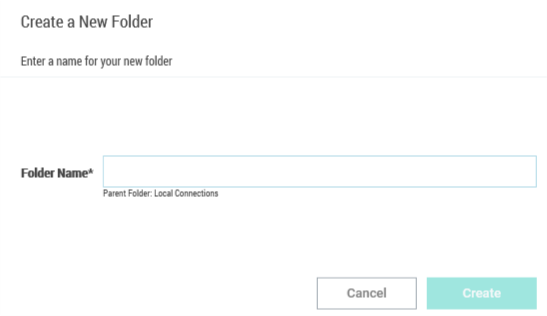 Create a New Folder
Enter a name for your new folder
Folder Name*
Parent Folder: Local Connections
Cancel
Create